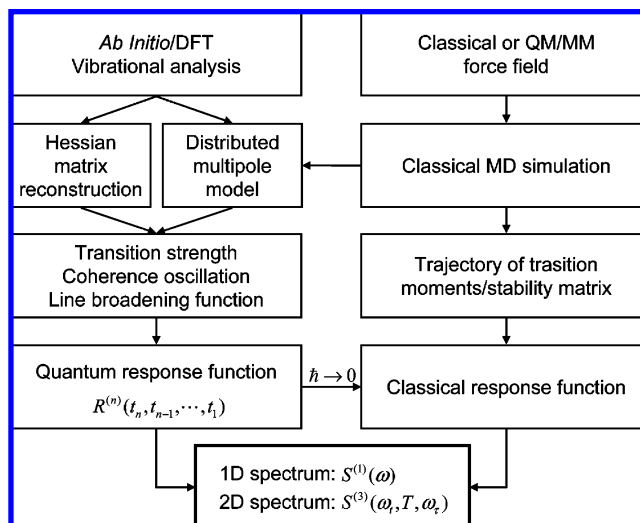 Ab Initio/DFT
Vibrational analysis
Classical or QM/MM
force field
Hessian
matrix
reconstruction
Distributed
multipole
model
Classical MD simulation
Transition strength
Coherence oscillation
Line broadening function
Trajectory of trasition
moments/stability matrix
Quantum response function
R⁽ⁿ⁾(tₙ,tₙ₋₁,⋯,t₁)
ħ → 0
Classical response function
1D spectrum: S⁽¹⁾(ω)
2D spectrum: S⁽³⁾(ωₜ,T,ω_τ)